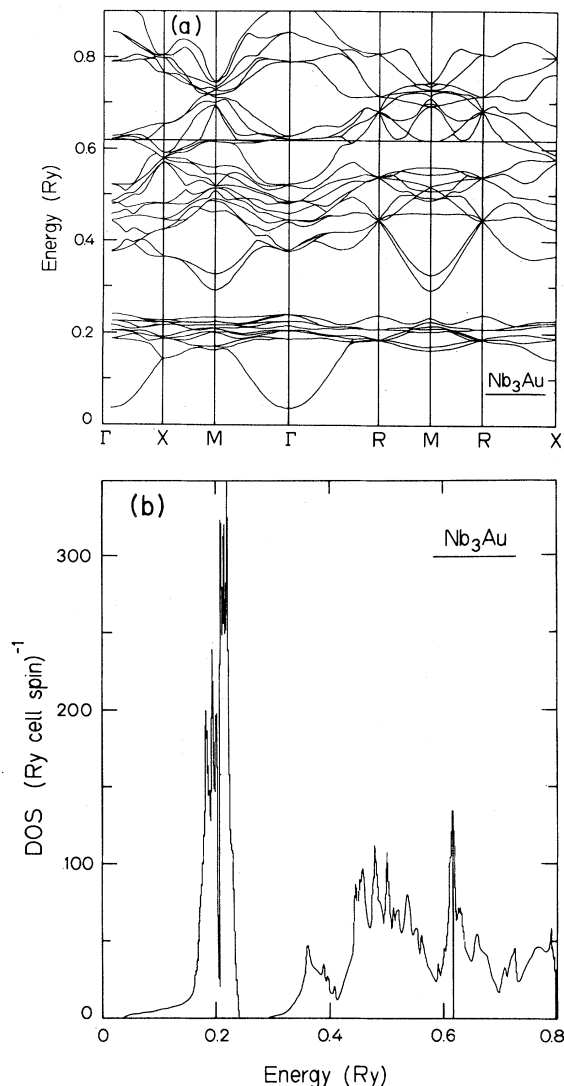 (a)
0.8
0.6
0.4
0.2
0
Energy (Ry)
Nb₃Au
Γ X M Γ R M R X
(b)
Nb₃Au
300
200
100
0
DOS (Ry cell spin)⁻¹
0 0.2 0.4 0.6 0.8
Energy (Ry)